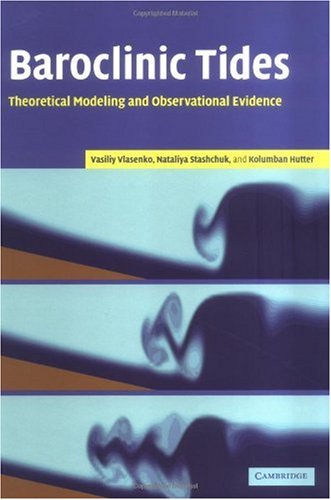 Baroclinic Tides
Theoretical Modeling and Observational Evidence
Vasiliy Vlasenko, Nataliya Stashchuk, and Kolumban Hutter
CAMBRIDGE